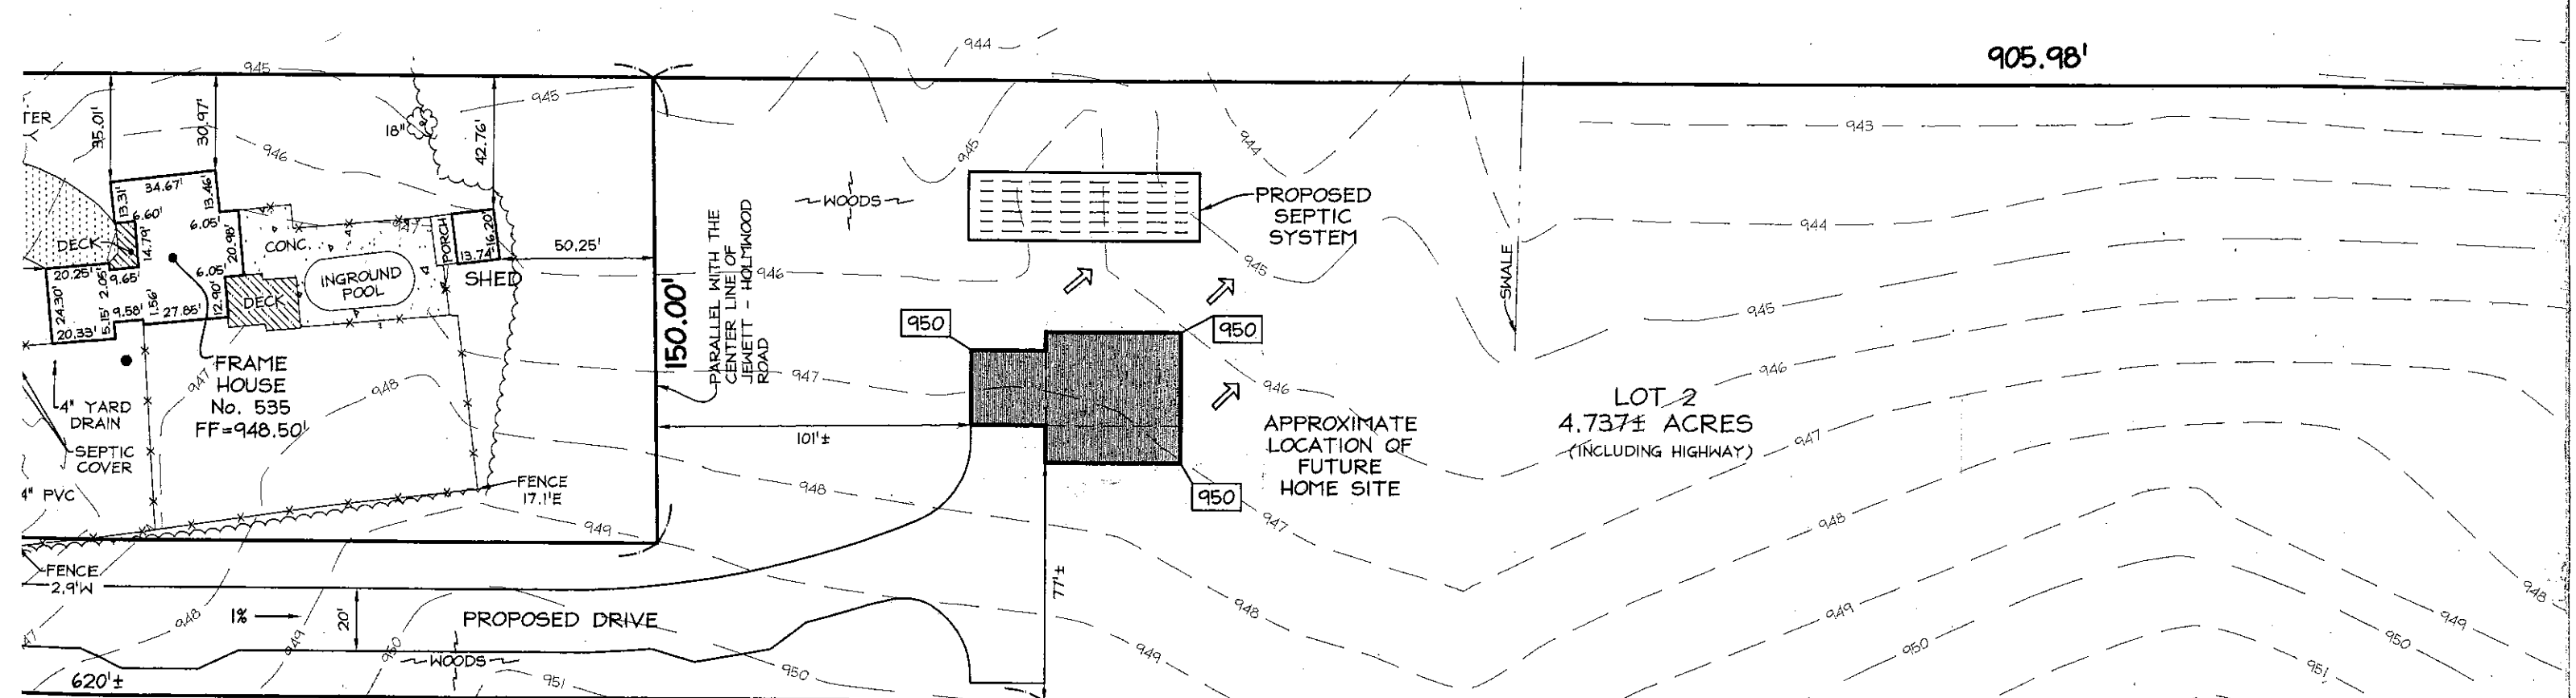 944
905.98'
945
TER
Y
35.01'
30.97'
18"
945
42.76'
946
943
944
945
34.67'
13.31'
13.46'
6.60'
6.05'
WOODS
PROPOSED
SEPTIC
SYSTEM
944
DECK
14.79'
20.98'
CONC.
947
PORCH
16.20'
13.74'
SHED
50.25'
20.25'
2.05'
9.65'
6.05'
INGROUND
POOL
DECK
946
945
SWALE
24.30'
5.15'
9.58'
1.56'
27.85'
12.90'
20.33'
150.00'
PARALLEL WITH THE
CENTER LINE OF
JEWETT - HOLMWOOD
ROAD
950
950
945
FRAME
HOUSE
No. 535
FF=948.50'
947
948
947
946
946
4" YARD
DRAIN
SEPTIC
COVER
4" PVC
101'±
APPROXIMATE
LOCATION OF
FUTURE
HOME SITE
LOT 2
4.737± ACRES
(INCLUDING HIGHWAY)
947
FENCE
17.1'E
948
950
949
947
948
FENCE
2.9'W
77'±
948
948
1%
20'
PROPOSED DRIVE
948
949
949
47
949
950
WOODS
950
949
950
950
951
620'±
951